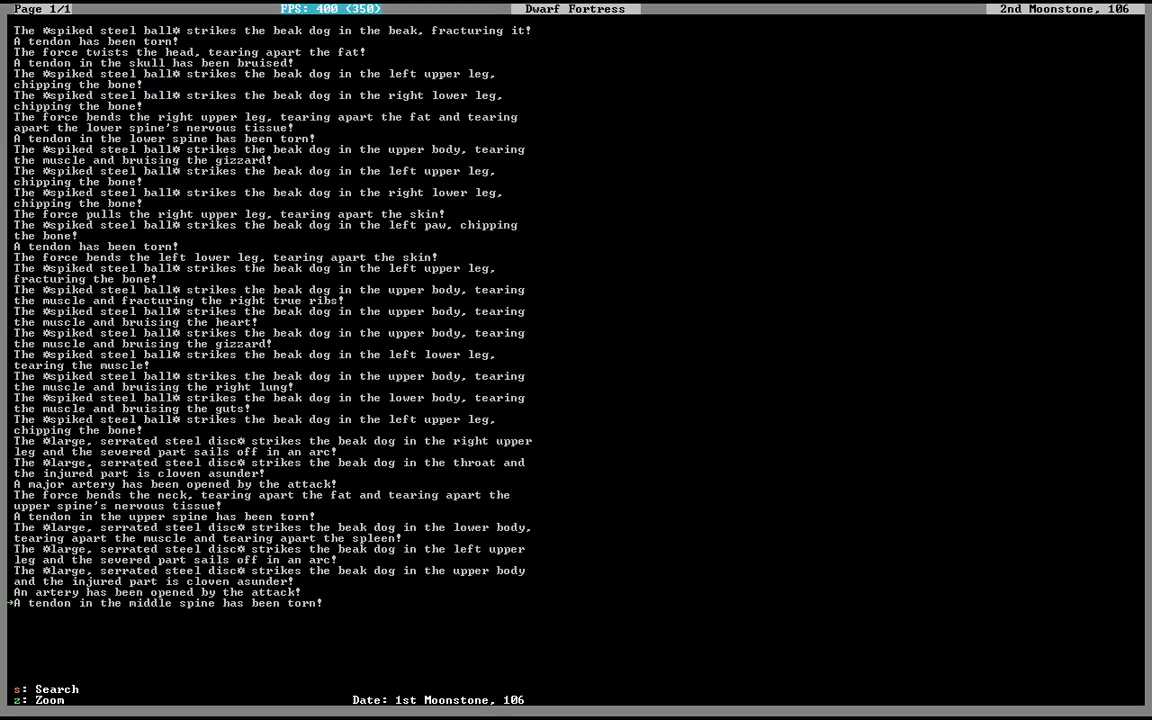 Page 1/1 FPS: 400 (350) Dwarf Fortress 2nd Moonstone, 106
The ☼spiked steel ball☼ strikes the beak dog in the beak, fracturing it!
A tendon has been torn!
The force twists the head, tearing apart the fat!
A tendon in the skull has been bruised!
The ☼spiked steel ball☼ strikes the beak dog in the left upper leg,
chipping the bone!
The ☼spiked steel ball☼ strikes the beak dog in the right lower leg,
chipping the bone!
The force bends the right upper leg, tearing apart the fat and tearing
apart the lower spine's nervous tissue!
A tendon in the lower spine has been torn!
The ☼spiked steel ball☼ strikes the beak dog in the upper body, tearing
the muscle and bruising the gizzard!
The ☼spiked steel ball☼ strikes the beak dog in the left upper leg,
chipping the bone!
The ☼spiked steel ball☼ strikes the beak dog in the right lower leg,
chipping the bone!
The force pulls the right upper leg, tearing apart the skin!
The ☼spiked steel ball☼ strikes the beak dog in the left paw, chipping
the bone!
A tendon has been torn!
The force bends the left lower leg, tearing apart the skin!
The ☼spiked steel ball☼ strikes the beak dog in the left upper leg,
fracturing the bone!
The ☼spiked steel ball☼ strikes the beak dog in the upper body, tearing
the muscle and fracturing the right true ribs!
The ☼spiked steel ball☼ strikes the beak dog in the upper body, tearing
the muscle and bruising the heart!
The ☼spiked steel ball☼ strikes the beak dog in the upper body, tearing
the muscle and bruising the gizzard!
The ☼spiked steel ball☼ strikes the beak dog in the left lower leg,
tearing the muscle!
The ☼spiked steel ball☼ strikes the beak dog in the upper body, tearing
the muscle and bruising the right lung!
The ☼spiked steel ball☼ strikes the beak dog in the lower body, tearing
the muscle and bruising the guts!
The ☼spiked steel ball☼ strikes the beak dog in the left upper leg,
chipping the bone!
The ☼large, serrated steel disc☼ strikes the beak dog in the right upper
leg and the severed part sails off in an arc!
The ☼large, serrated steel disc☼ strikes the beak dog in the throat and
the injured part is cloven asunder!
A major artery has been opened by the attack!
The force bends the neck, tearing apart the fat and tearing apart the
upper spine's nervous tissue!
A tendon in the upper spine has been torn!
The ☼large, serrated steel disc☼ strikes the beak dog in the lower body,
tearing apart the muscle and tearing apart the spleen!
The ☼large, serrated steel disc☼ strikes the beak dog in the left upper
leg and the severed part sails off in an arc!
The ☼large, serrated steel disc☼ strikes the beak dog in the upper body
and the injured part is cloven asunder!
An artery has been opened by the attack!
→A tendon in the middle spine has been torn!
s: Search
z: Zoom Date: 1st Moonstone, 106